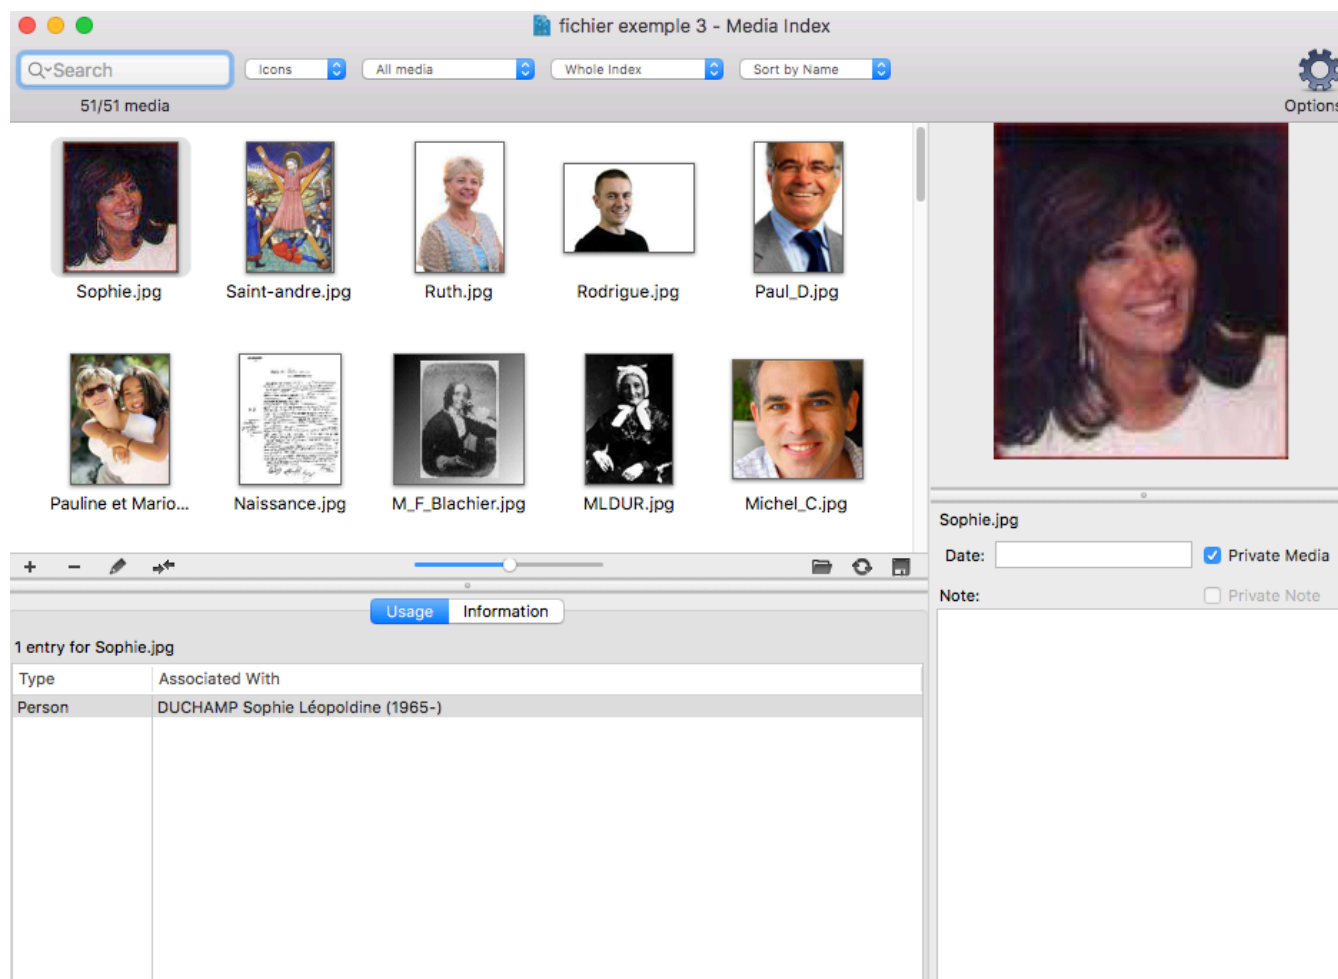 fichier exemple 3 - Media Index
Search
Icons
All media
Whole Index
Sort by Name
51/51 media
Options
Sophie.jpg
Saint-andre.jpg
Ruth.jpg
Rodrigue.jpg
Paul_D.jpg
Pauline et Mario...
Naissance.jpg
M_F_Blachier.jpg
MLDUR.jpg
Michel_C.jpg
Sophie.jpg
Date:
Private Media
Note:
Private Note
Usage
Information
1 entry for Sophie.jpg
Type
Associated With
Person
DUCHAMP Sophie Léopoldine (1965-)